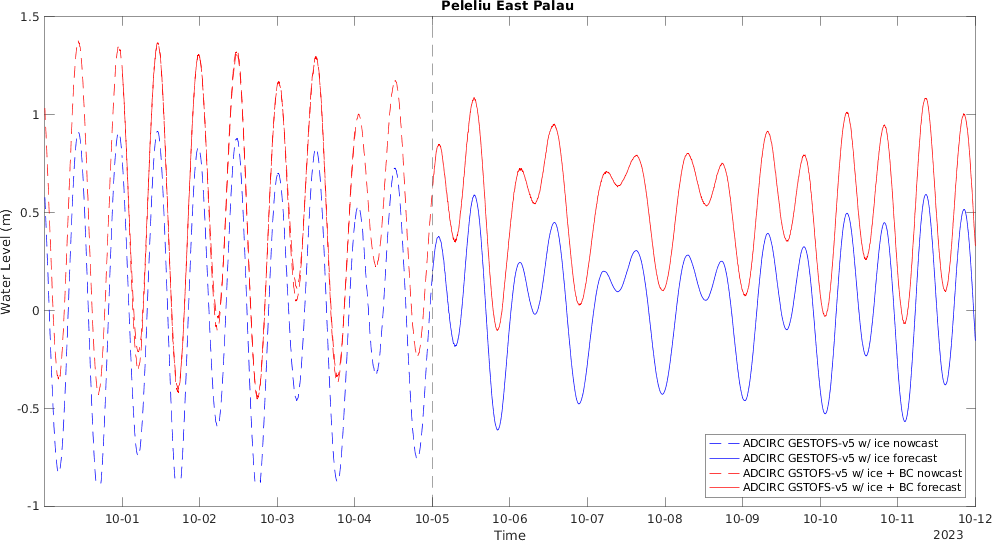 Peleliu East Palau
1.5
1
0.5
0
-0.5
-1
Water Level (m)
ADCIRC GESTOFS-v5 w/ ice nowcast
ADCIRC GESTOFS-v5 w/ ice forecast
ADCIRC GSTOFS-v5 w/ ice + BC nowcast
ADCIRC GSTOFS-v5 w/ ice + BC forecast
10-01 10-02 10-03 10-04 10-05 10-06 10-07 10-08 10-09 10-10 10-11 10-12
Time
2023